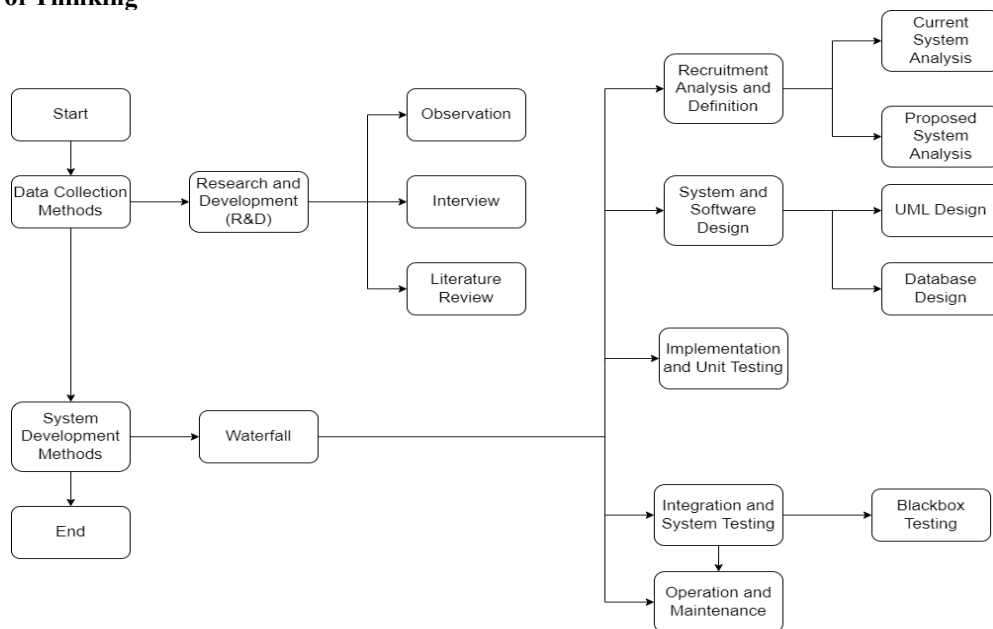 of Thinking
Start
Data Collection
Methods
Research and
Development
(R&D)
Observation
Interview
Literature
Review
System
Development
Methods
Waterfall
End
Recruitment
Analysis and
Definition
Current
System
Analysis
Proposed
System
Analysis
System and
Software
Design
UML Design
Database
Design
Implementation
and Unit Testing
Integration and
System Testing
Blackbox
Testing
Operation and
Maintenance